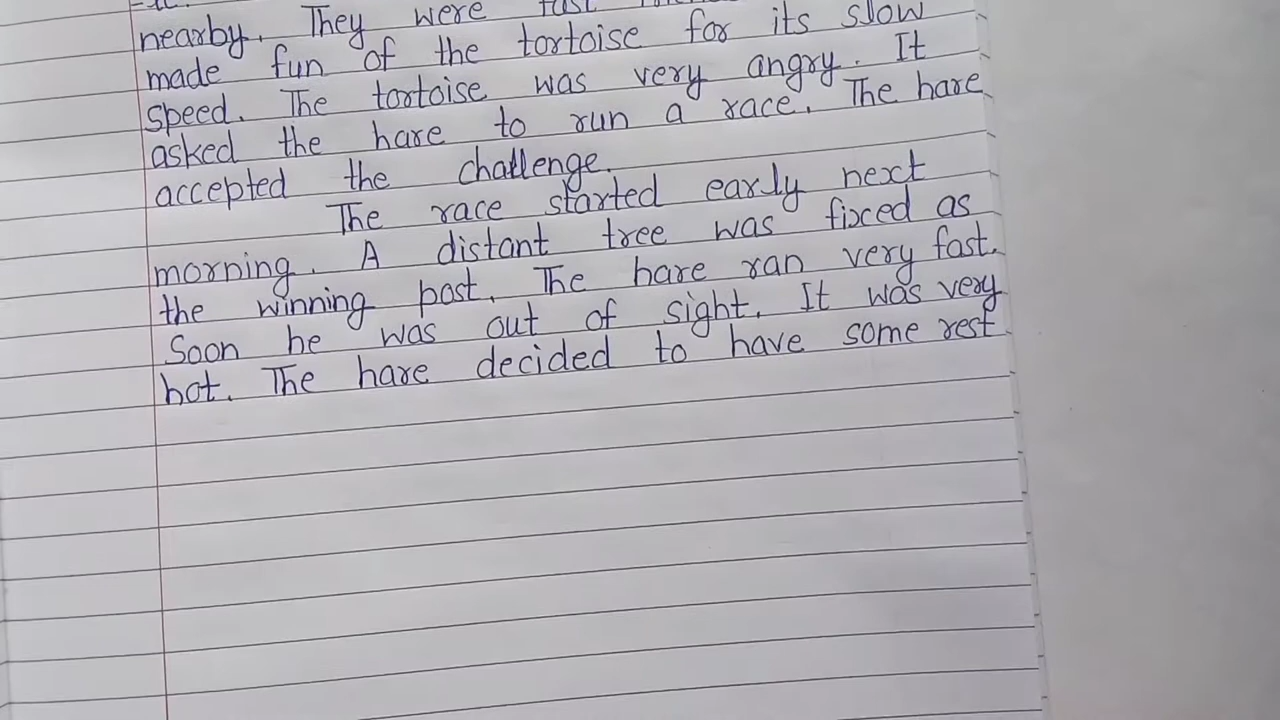 nearby. They were fast
made fun of the tortoise for its slow
speed. The tortoise was very angry. It
asked the hare to run a race. The hare
accepted the challenge.
The race started early next
morning. A distant tree was fixed as
the winning post. The hare ran very fast.
Soon he was out of sight. It was very
hot. The hare decided to have some rest